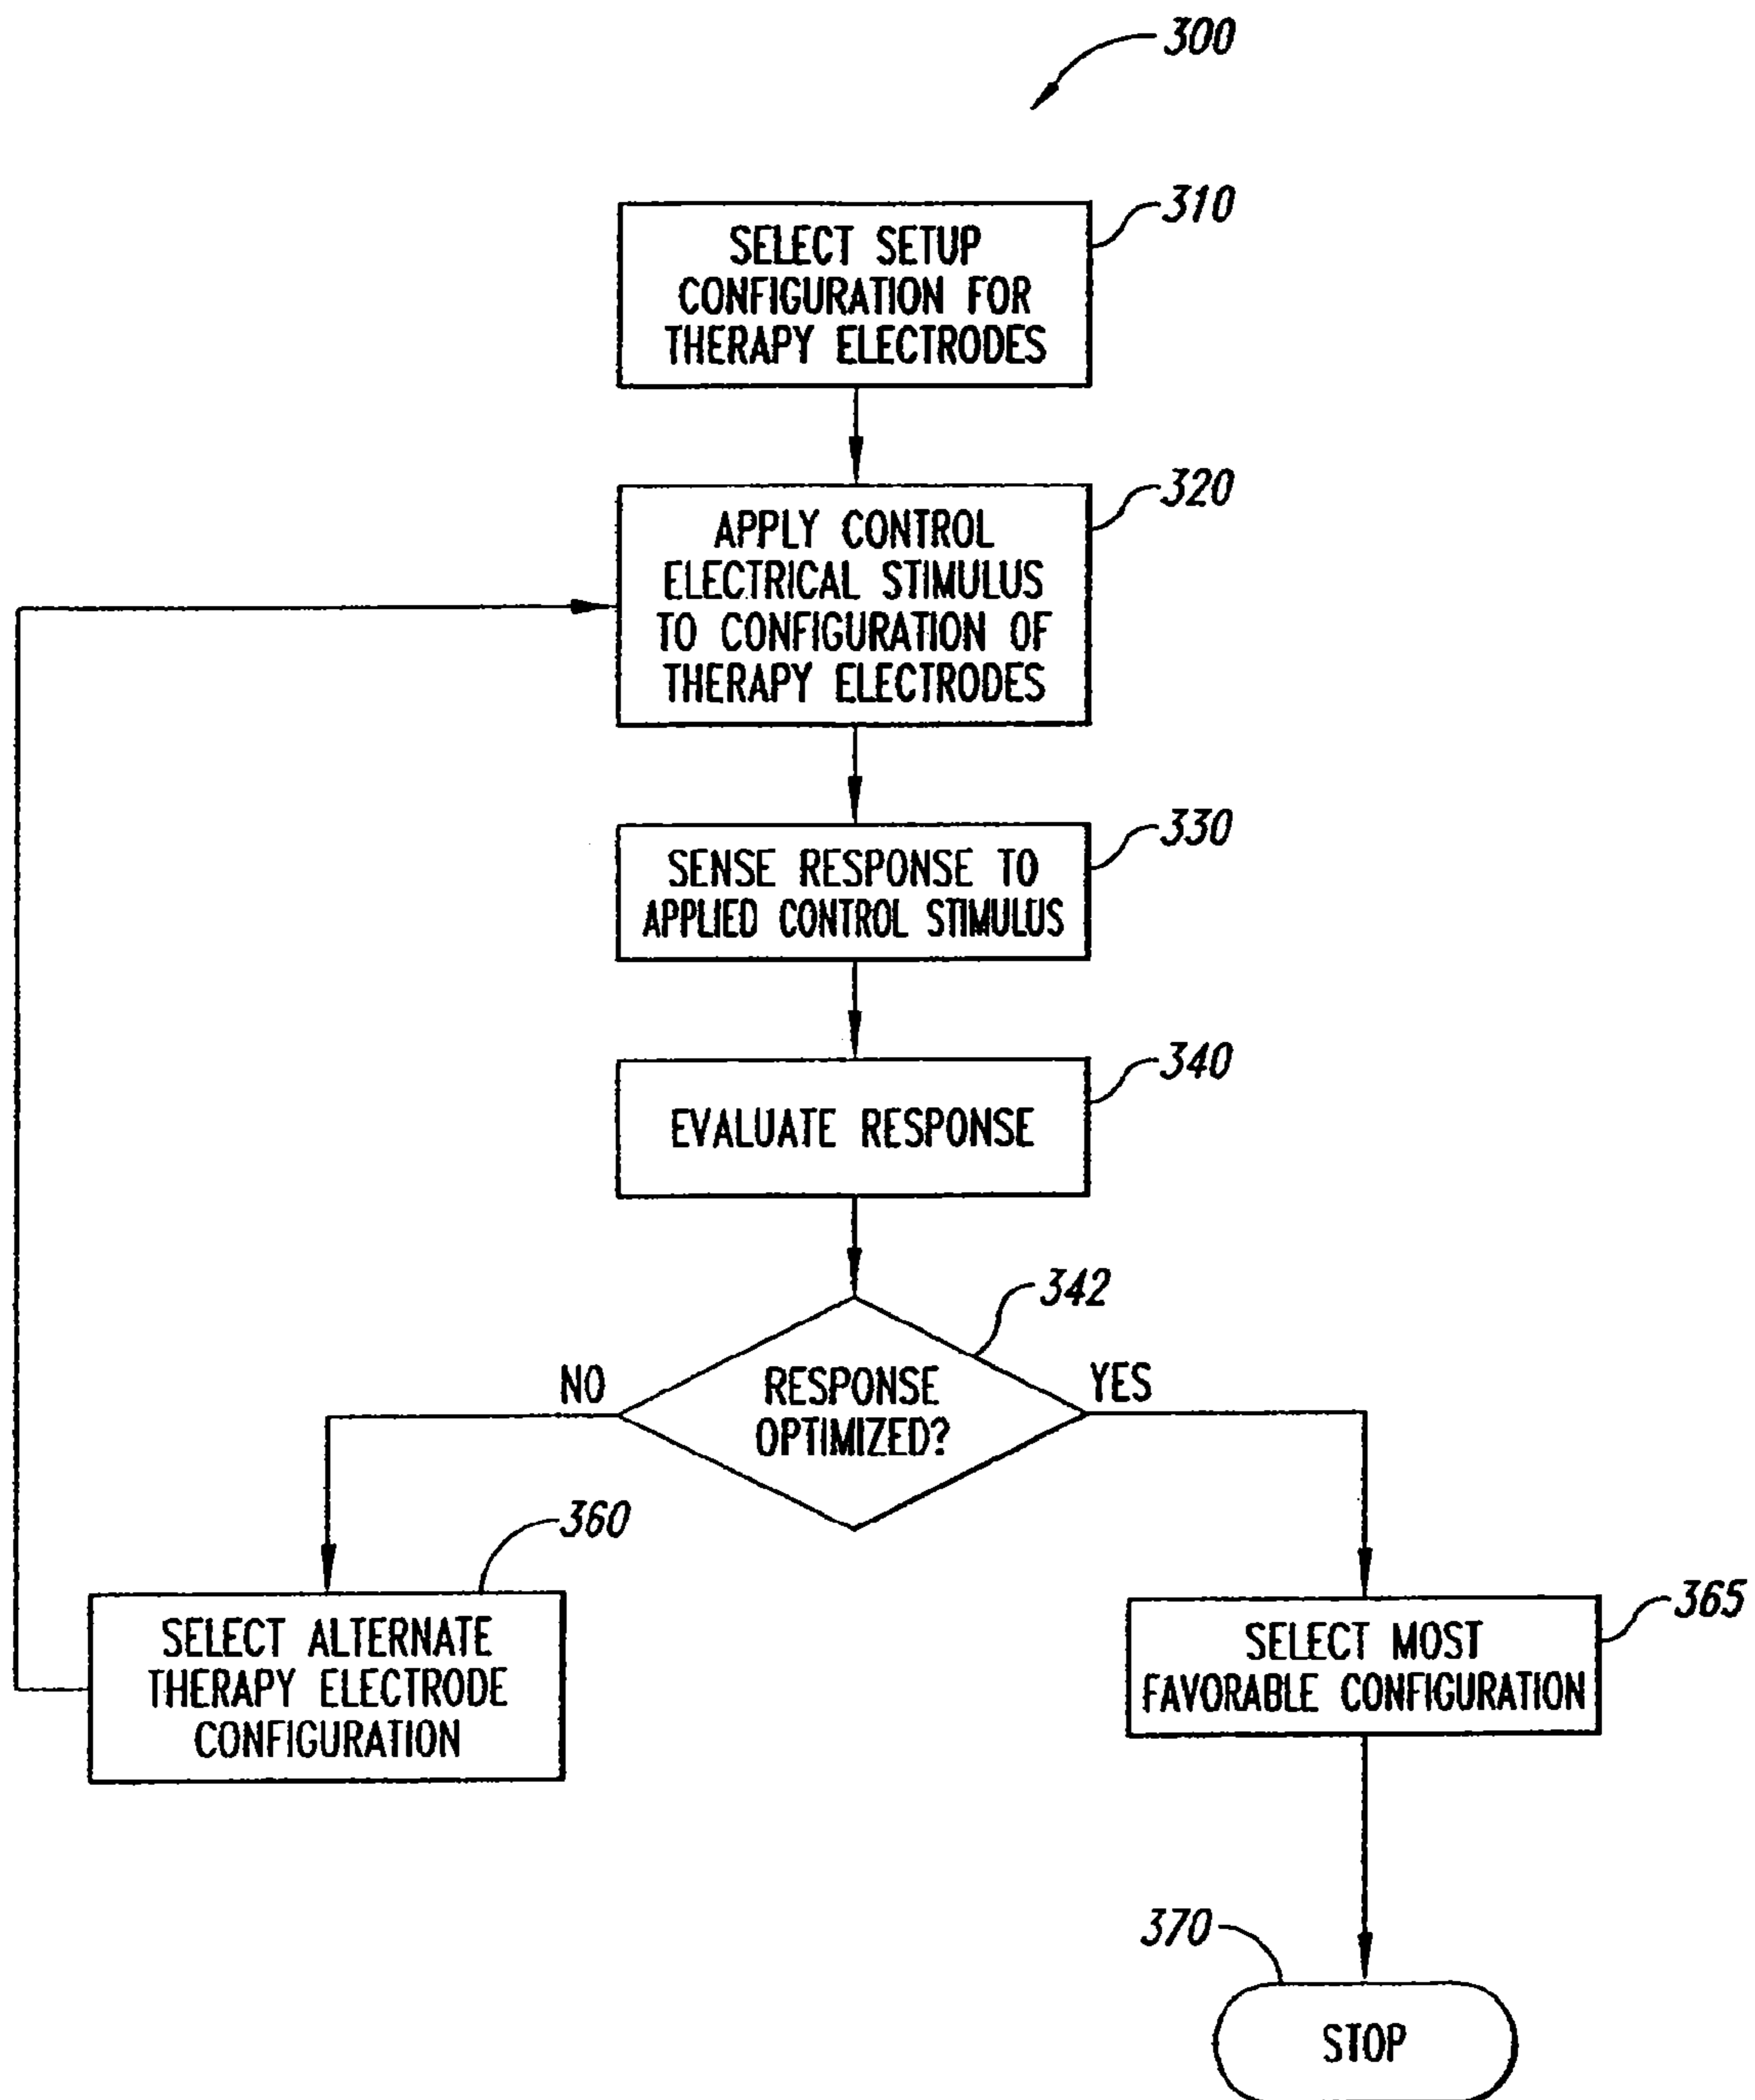 300
310
SELECT SETUP
CONFIGURATION FOR
THERAPY ELECTRODES
320
APPLY CONTROL
ELECTRICAL STIMULUS
TO CONFIGURATION OF
THERAPY ELECTRODES
330
SENSE RESPONSE TO
APPLIED CONTROL STIMULUS
340
EVALUATE RESPONSE
342
NO
RESPONSE
OPTIMIZED?
YES
360
SELECT ALTERNATE
THERAPY ELECTRODE
CONFIGURATION
365
SELECT MOST
FAVORABLE CONFIGURATION
370
STOP